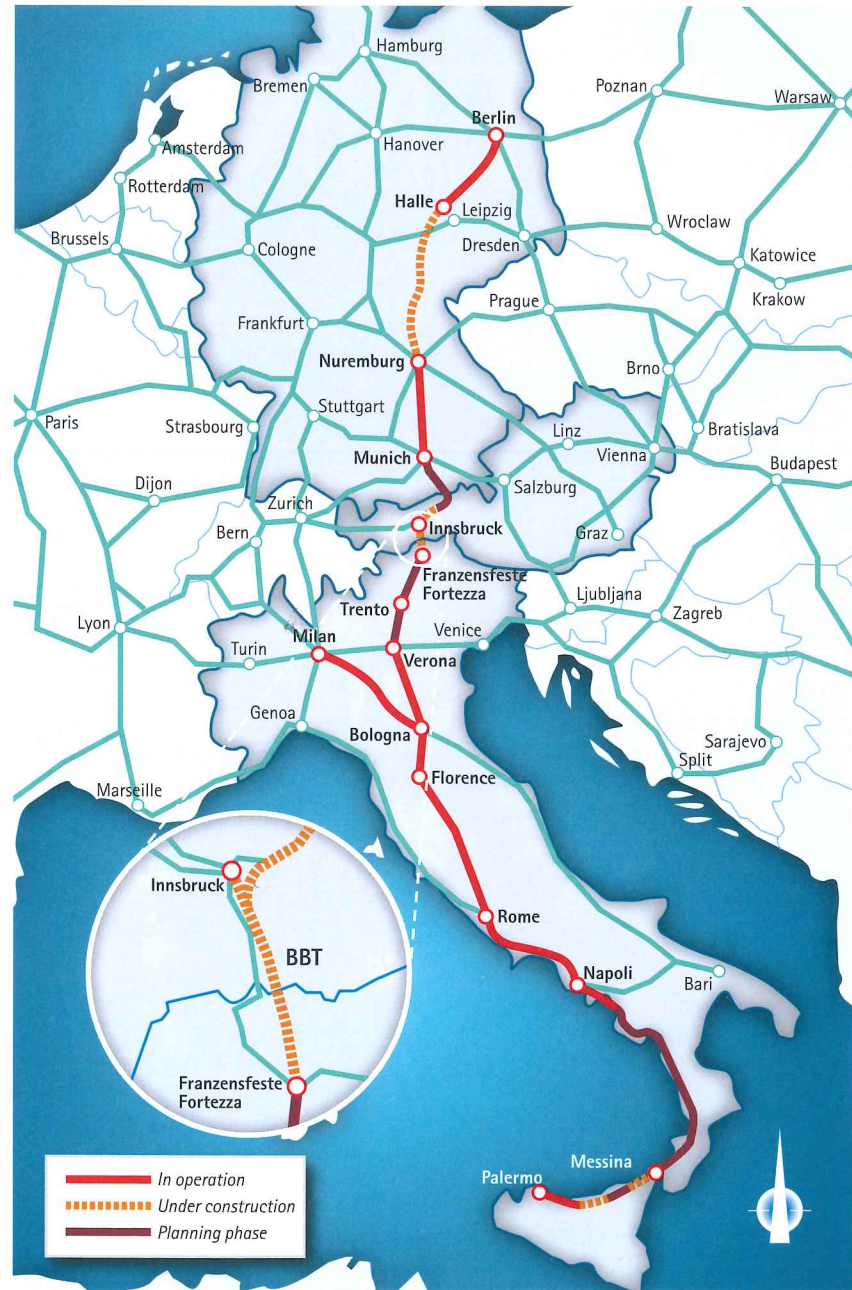 Hamburg
Bremen
Poznan
Warsaw
Berlin
Amsterdam
Hanover
Rotterdam
Halle
Leipzig
Brussels
Cologne
Dresden
Wroclaw
Katowice
Krakow
Frankfurt
Prague
Nuremburg
Brno
Paris
Stuttgart
Strasbourg
Linz
Bratislava
Munich
Vienna
Budapest
Dijon
Salzburg
Zurich
Bern
Innsbruck
Graz
Franzensfeste
Fortezza
Ljubljana
Trento
Zagreb
Lyon
Milan
Venice
Turin
Verona
Genoa
Bologna
Sarajevo
Split
Florence
Marseille
Innsbruck
Rome
BBT
Napoli
Bari
Franzensfeste
Fortezza
Messina
Palermo
In operation
Under construction
Planning phase